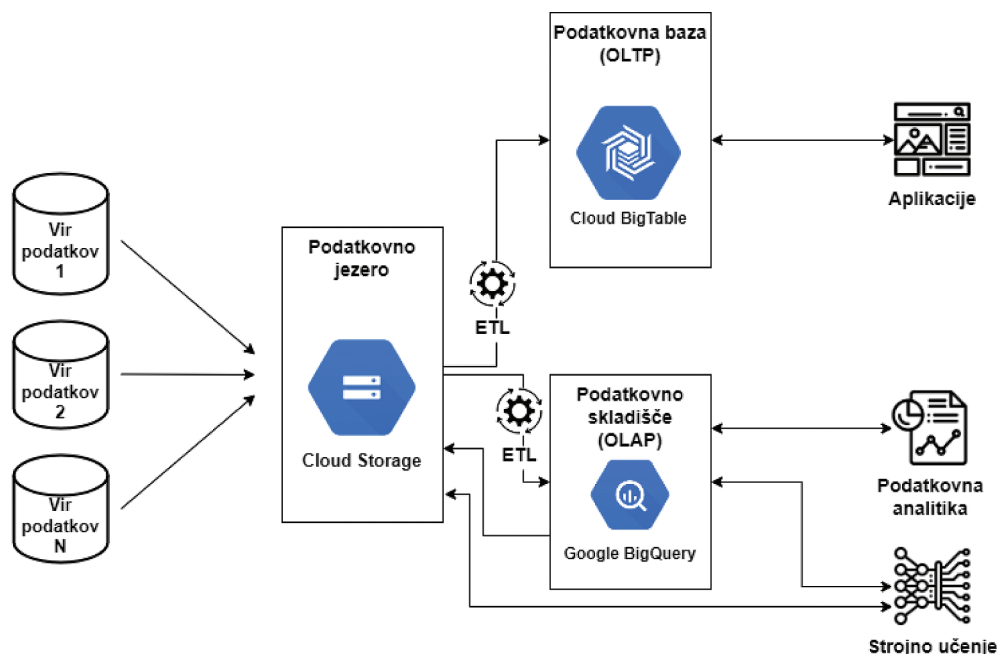 Podatkovna baza
(OLTP)
Cloud BigTable
Aplikacije
Vir
podatkov
1
Vir
podatkov
2
Vir
podatkov
N
Podatkovno
jezero
Cloud Storage
ETL
ETL
Podatkovno
skladišče
(OLAP)
Google BigQuery
Podatkovna
analitika
Strojno učenje